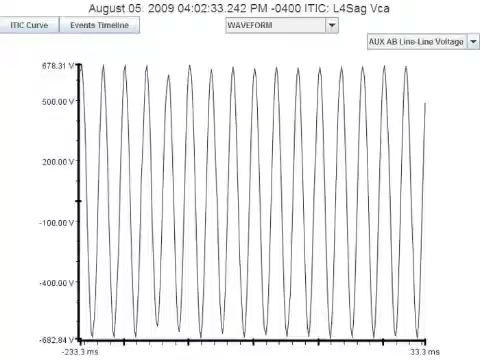 August 05. 2009 04:02:33.242 PM -0400 ITIC: L4Sag Vca
ITIC Curve
Events Timeline
WAVEFORM
AUX AB Line-Line Voltage
678.31 V
500.00 V
200.00 V
-100.00 V
-400.00 V
-682.84 V
-233.3 ms
33.3 ms